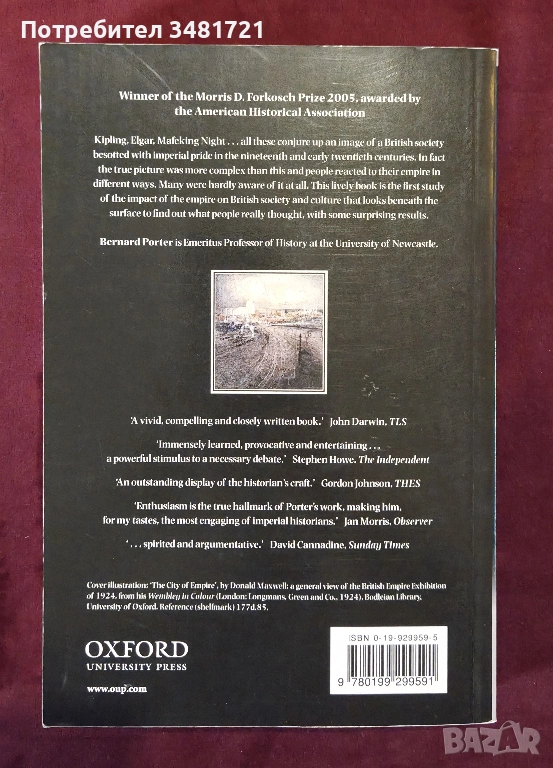 Потребител 3481721
Winner of the Morris D. Forkosch Prize 2005, awarded by
the American Historical Association
Kipling, Elgar, Mafeking Night . . . all these conjure up an image of a British society
besotted with imperial pride in the nineteenth and early twentieth centuries. In fact
the true picture was more complex than this and people reacted to their empire in
different ways. Many were hardly aware of it at all. This lively book is the first study
of the impact of the empire on British society and culture that looks beneath the
surface to find out what people really thought, with some surprising results.
Bernard Porter is Emeritus Professor of History at the University of Newcastle.
'A vivid, compelling and closely written book.' John Darwin, TLS
'Immensely learned, provocative and entertaining . . .
a powerful stimulus to a necessary debate.' Stephen Howe, The Independent
'An outstanding display of the historian's craft.' Gordon Johnson, THES
'Enthusiasm is the true hallmark of Porter's work, making him,
for my tastes, the most engaging of imperial historians.' Jan Morris, Observer
'. . . spirited and argumentative.' David Cannadine, Sunday Times
Cover illustration: 'The City of Empire', by Donald Maxwell: a general view of the British Empire Exhibition
of 1924, from his Wembley in Colour (London: Longmans, Green and Co., 1924). Bodleian Library,
University of Oxford. Reference (shelfmark) 177d.85.
OXFORD
UNIVERSITY PRESS
www.oup.com
ISBN 0-19-929959-5
9 780199 299591
BAZAR
bazar.bg